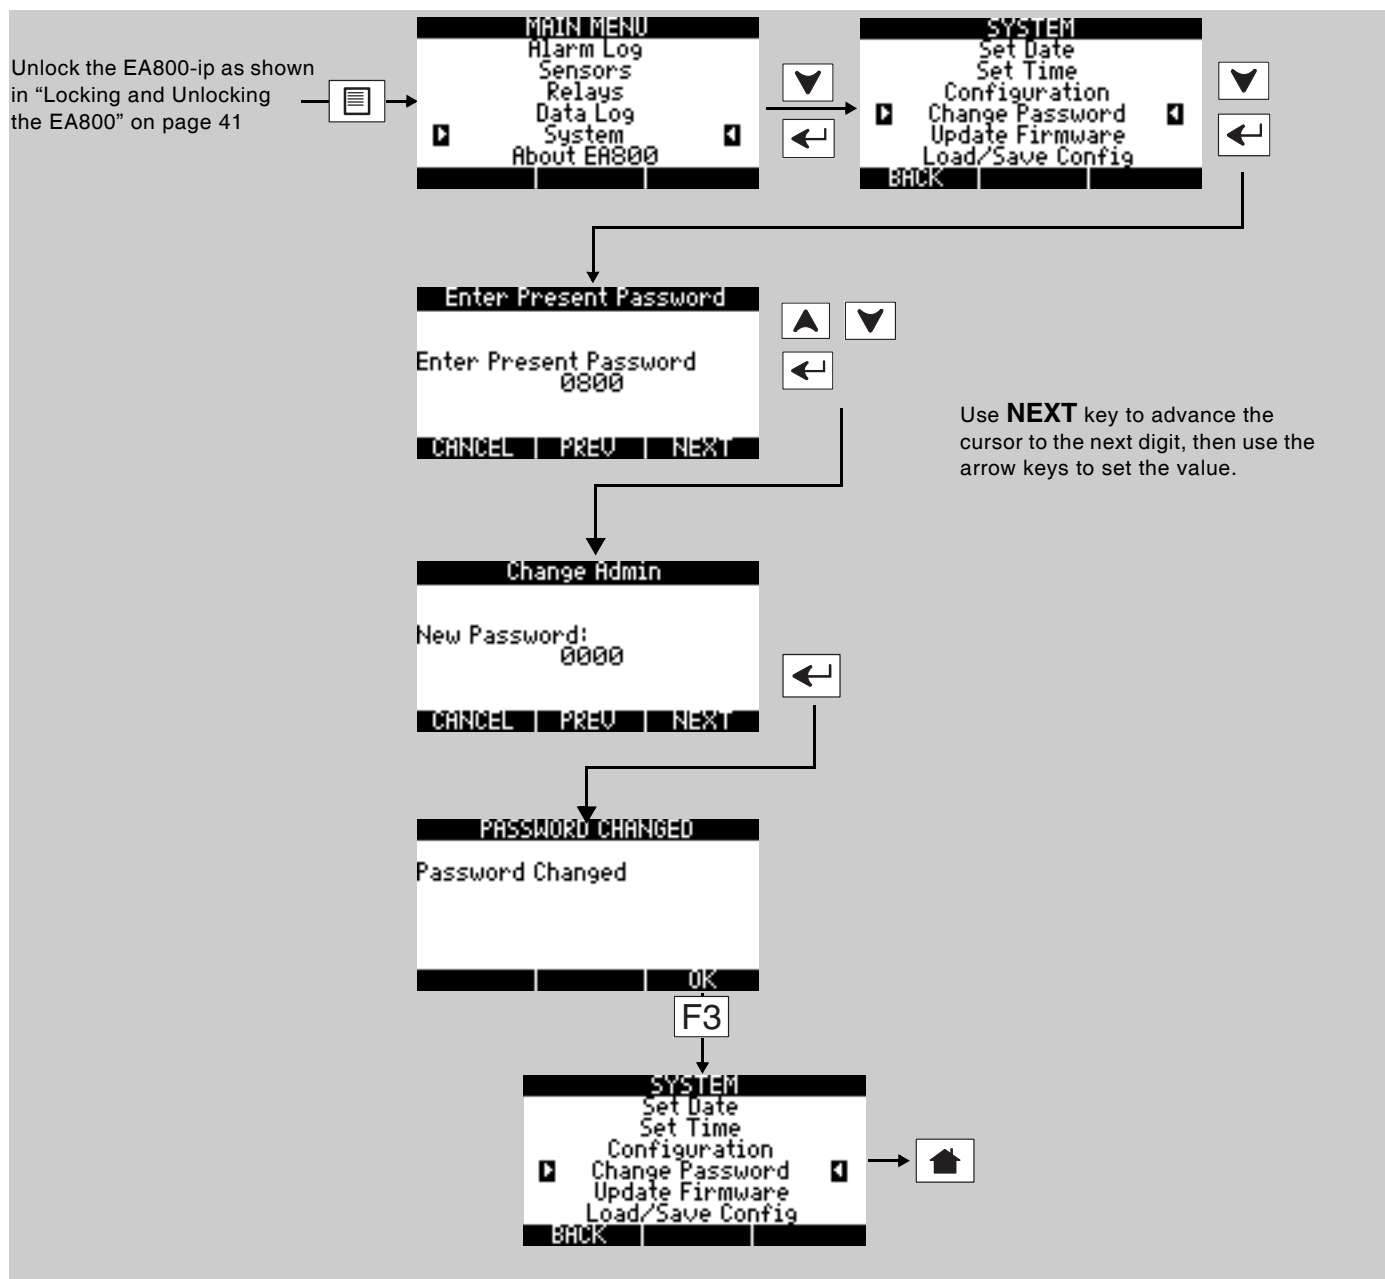 Unlock the EA800-ip as shown
in “Locking and Unlocking
the EA800” on page 41
MAIN MENU
Alarm Log
Sensors
Relays
Data Log
System
About EA800
SYSTEM
Set Date
Set Time
Configuration
Change Password
Update Firmware
Load/Save Config
BACK
Enter Present Password
Enter Present Password
0800
CANCEL PREV NEXT
Use NEXT key to advance the
cursor to the next digit, then use the
arrow keys to set the value.
Change Admin
New Password:
0000
CANCEL PREV NEXT
PASSWORD CHANGED
Password Changed
OK
F3
SYSTEM
Set Date
Set Time
Configuration
Change Password
Update Firmware
Load/Save Config
BACK